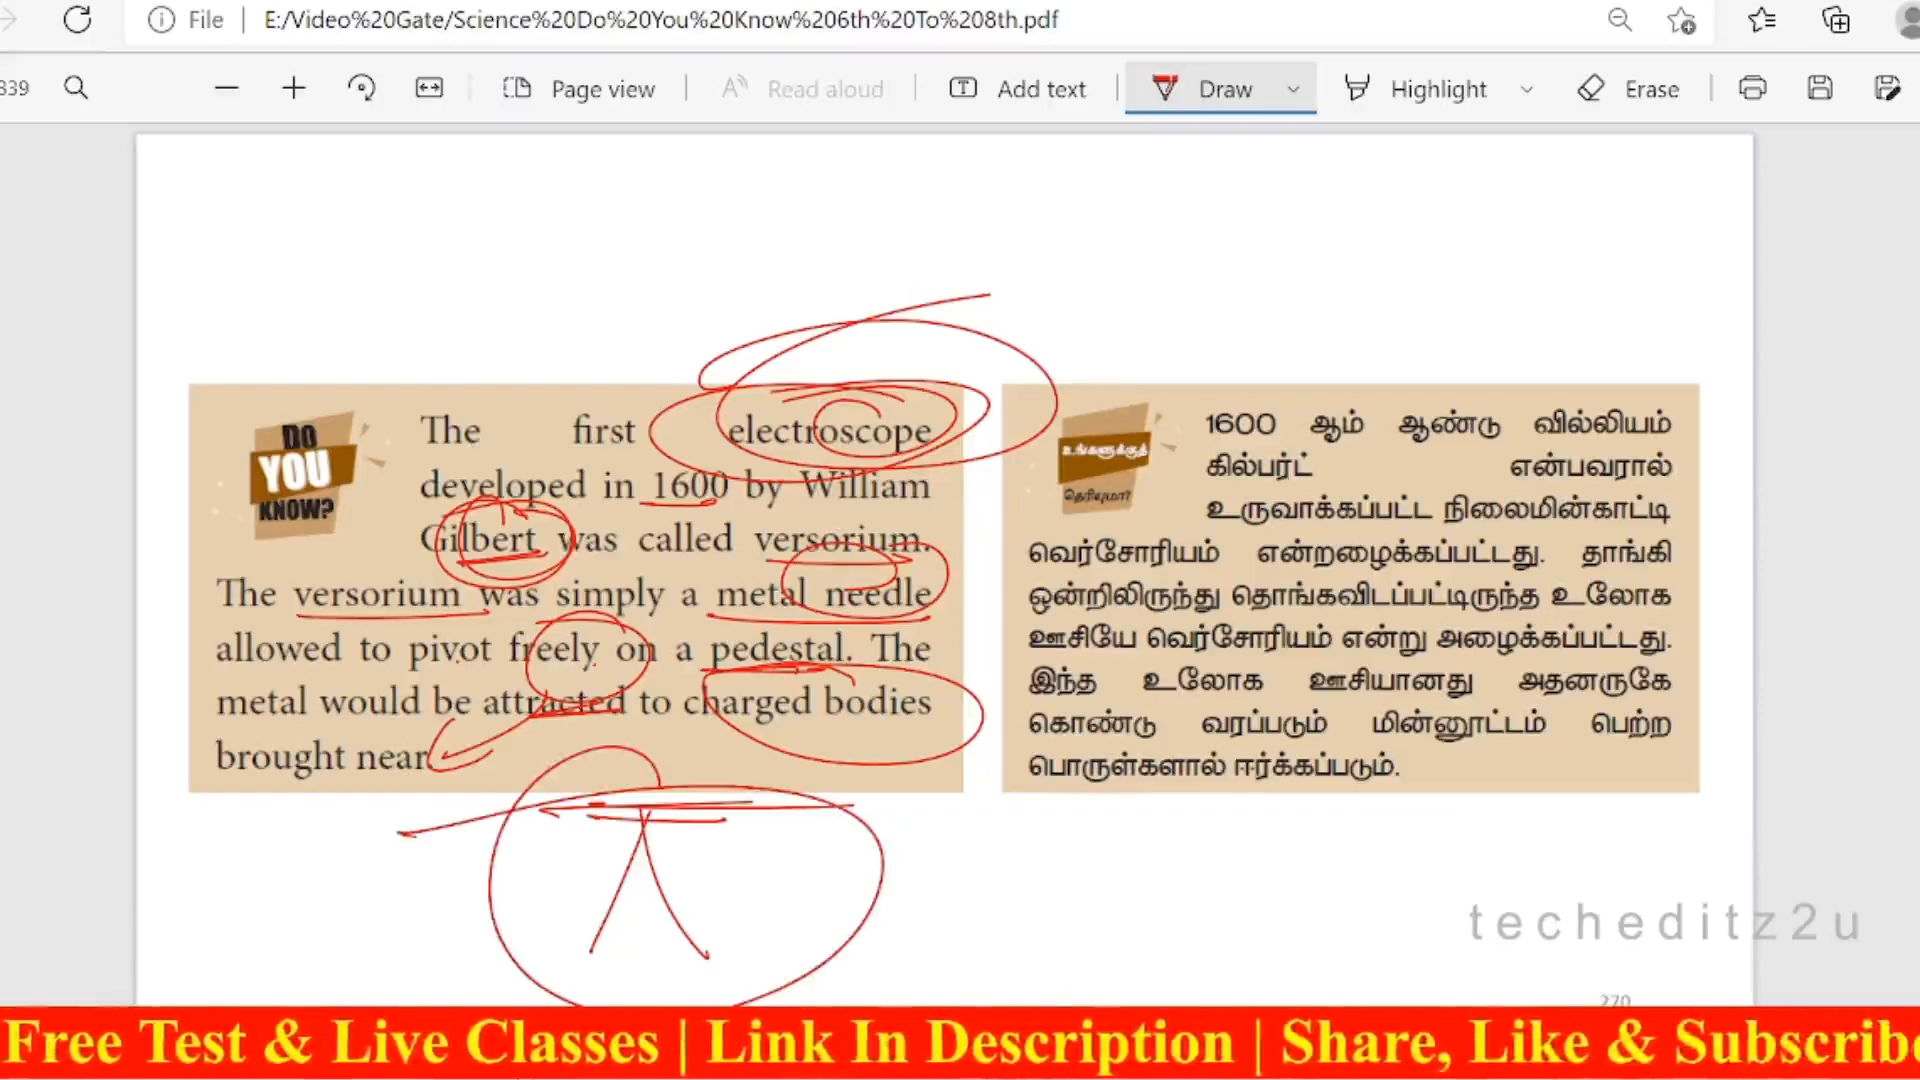 File | E:/Video%20Gate/Science%20Do%20You%20Know%206th%20To%208th.pdf
339
Page view
Read aloud
Add text
Draw
Highlight
Erase
DO
YOU
KNOW?
The first electroscope
developed in 1600 by William
Gilbert was called versorium.
The versorium was simply a metal needle
allowed to pivot freely on a pedestal. The
metal would be attracted to charged bodies
brought near.
உங்களுக்குத்
தெரியுமா?
1600 ஆம் ஆண்டு வில்லியம்
கில்பர்ட் என்பவரால்
உருவாக்கப்பட்ட நிலைமின்காட்டி
வெர்சோரியம் என்றழைக்கப்பட்டது. தாங்கி
ஒன்றிலிருந்து தொங்கவிடப்பட்டிருந்த உலோக
ஊசியே வெர்சோரியம் என்று அழைக்கப்பட்டது.
இந்த உலோக ஊசியானது அதனருகே
கொண்டு வரப்படும் மின்னூட்டம் பெற்ற
பொருள்களால் ஈர்க்கப்படும்.
techeditz2u
270
Free Test & Live Classes | Link In Description | Share, Like & Subscribe